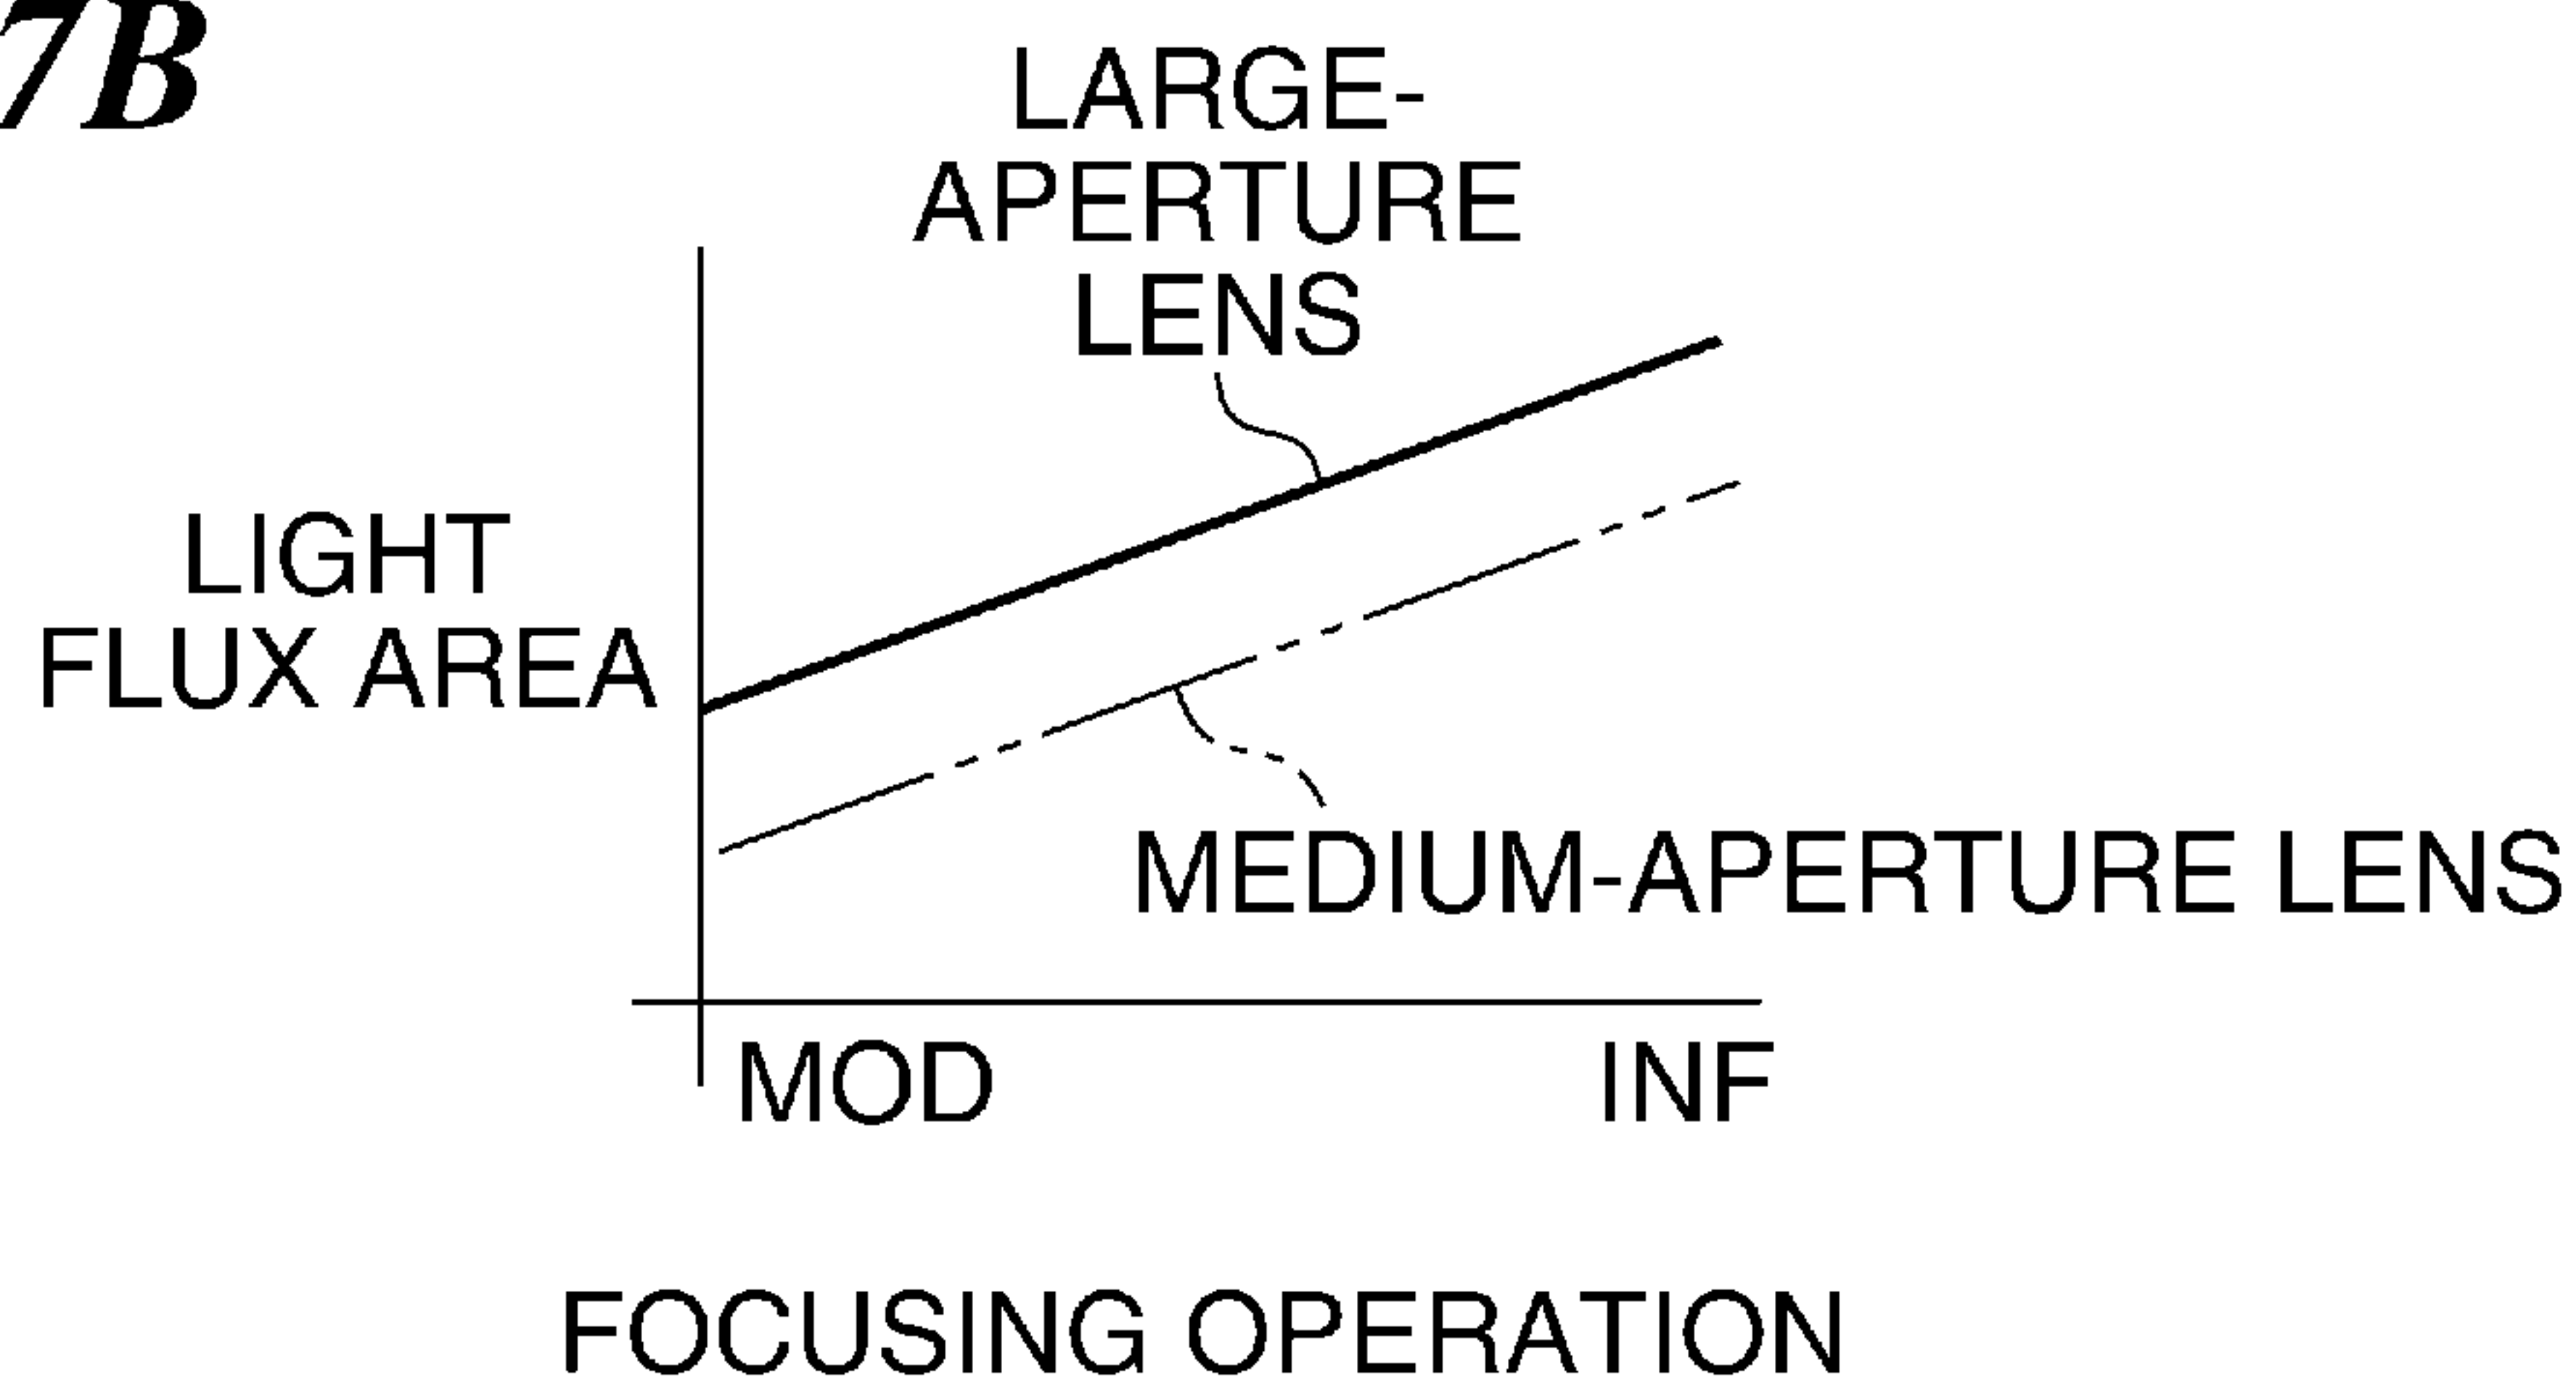 7B
LARGE-
APERTURE
LENS
LIGHT
FLUX AREA
MEDIUM-APERTURE LENS
MOD
INF
FOCUSING OPERATION